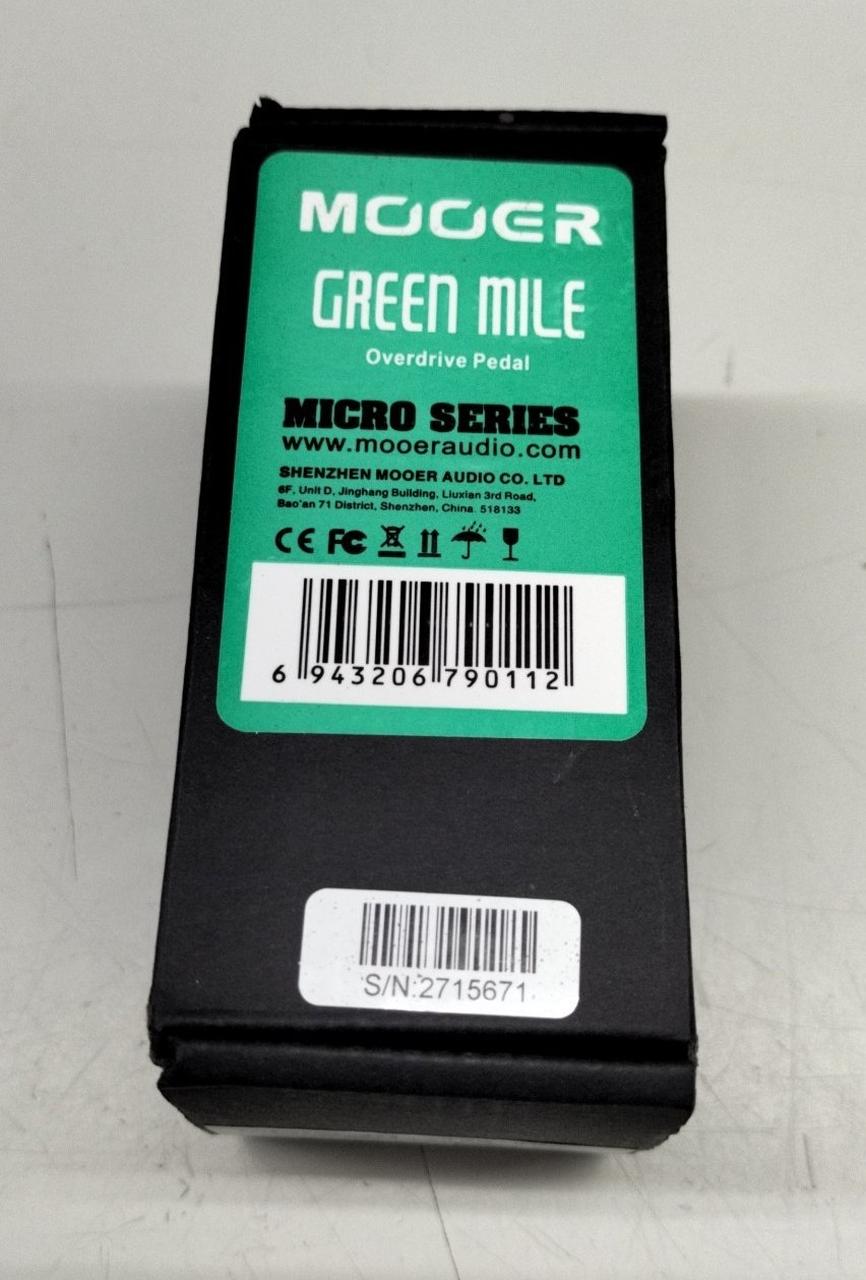 MOOER
GREEN MILE
Overdrive Pedal
MICRO SERIES
www.mooeraudio.com
SHENZHEN MOOER AUDIO CO. LTD
6F, Unit D, Jinghang Building, Liuxian 3rd Road,
Bao'an 71 District, Shenzhen, China. 518133
CE FC
6 943206 790112
S/N:2715671